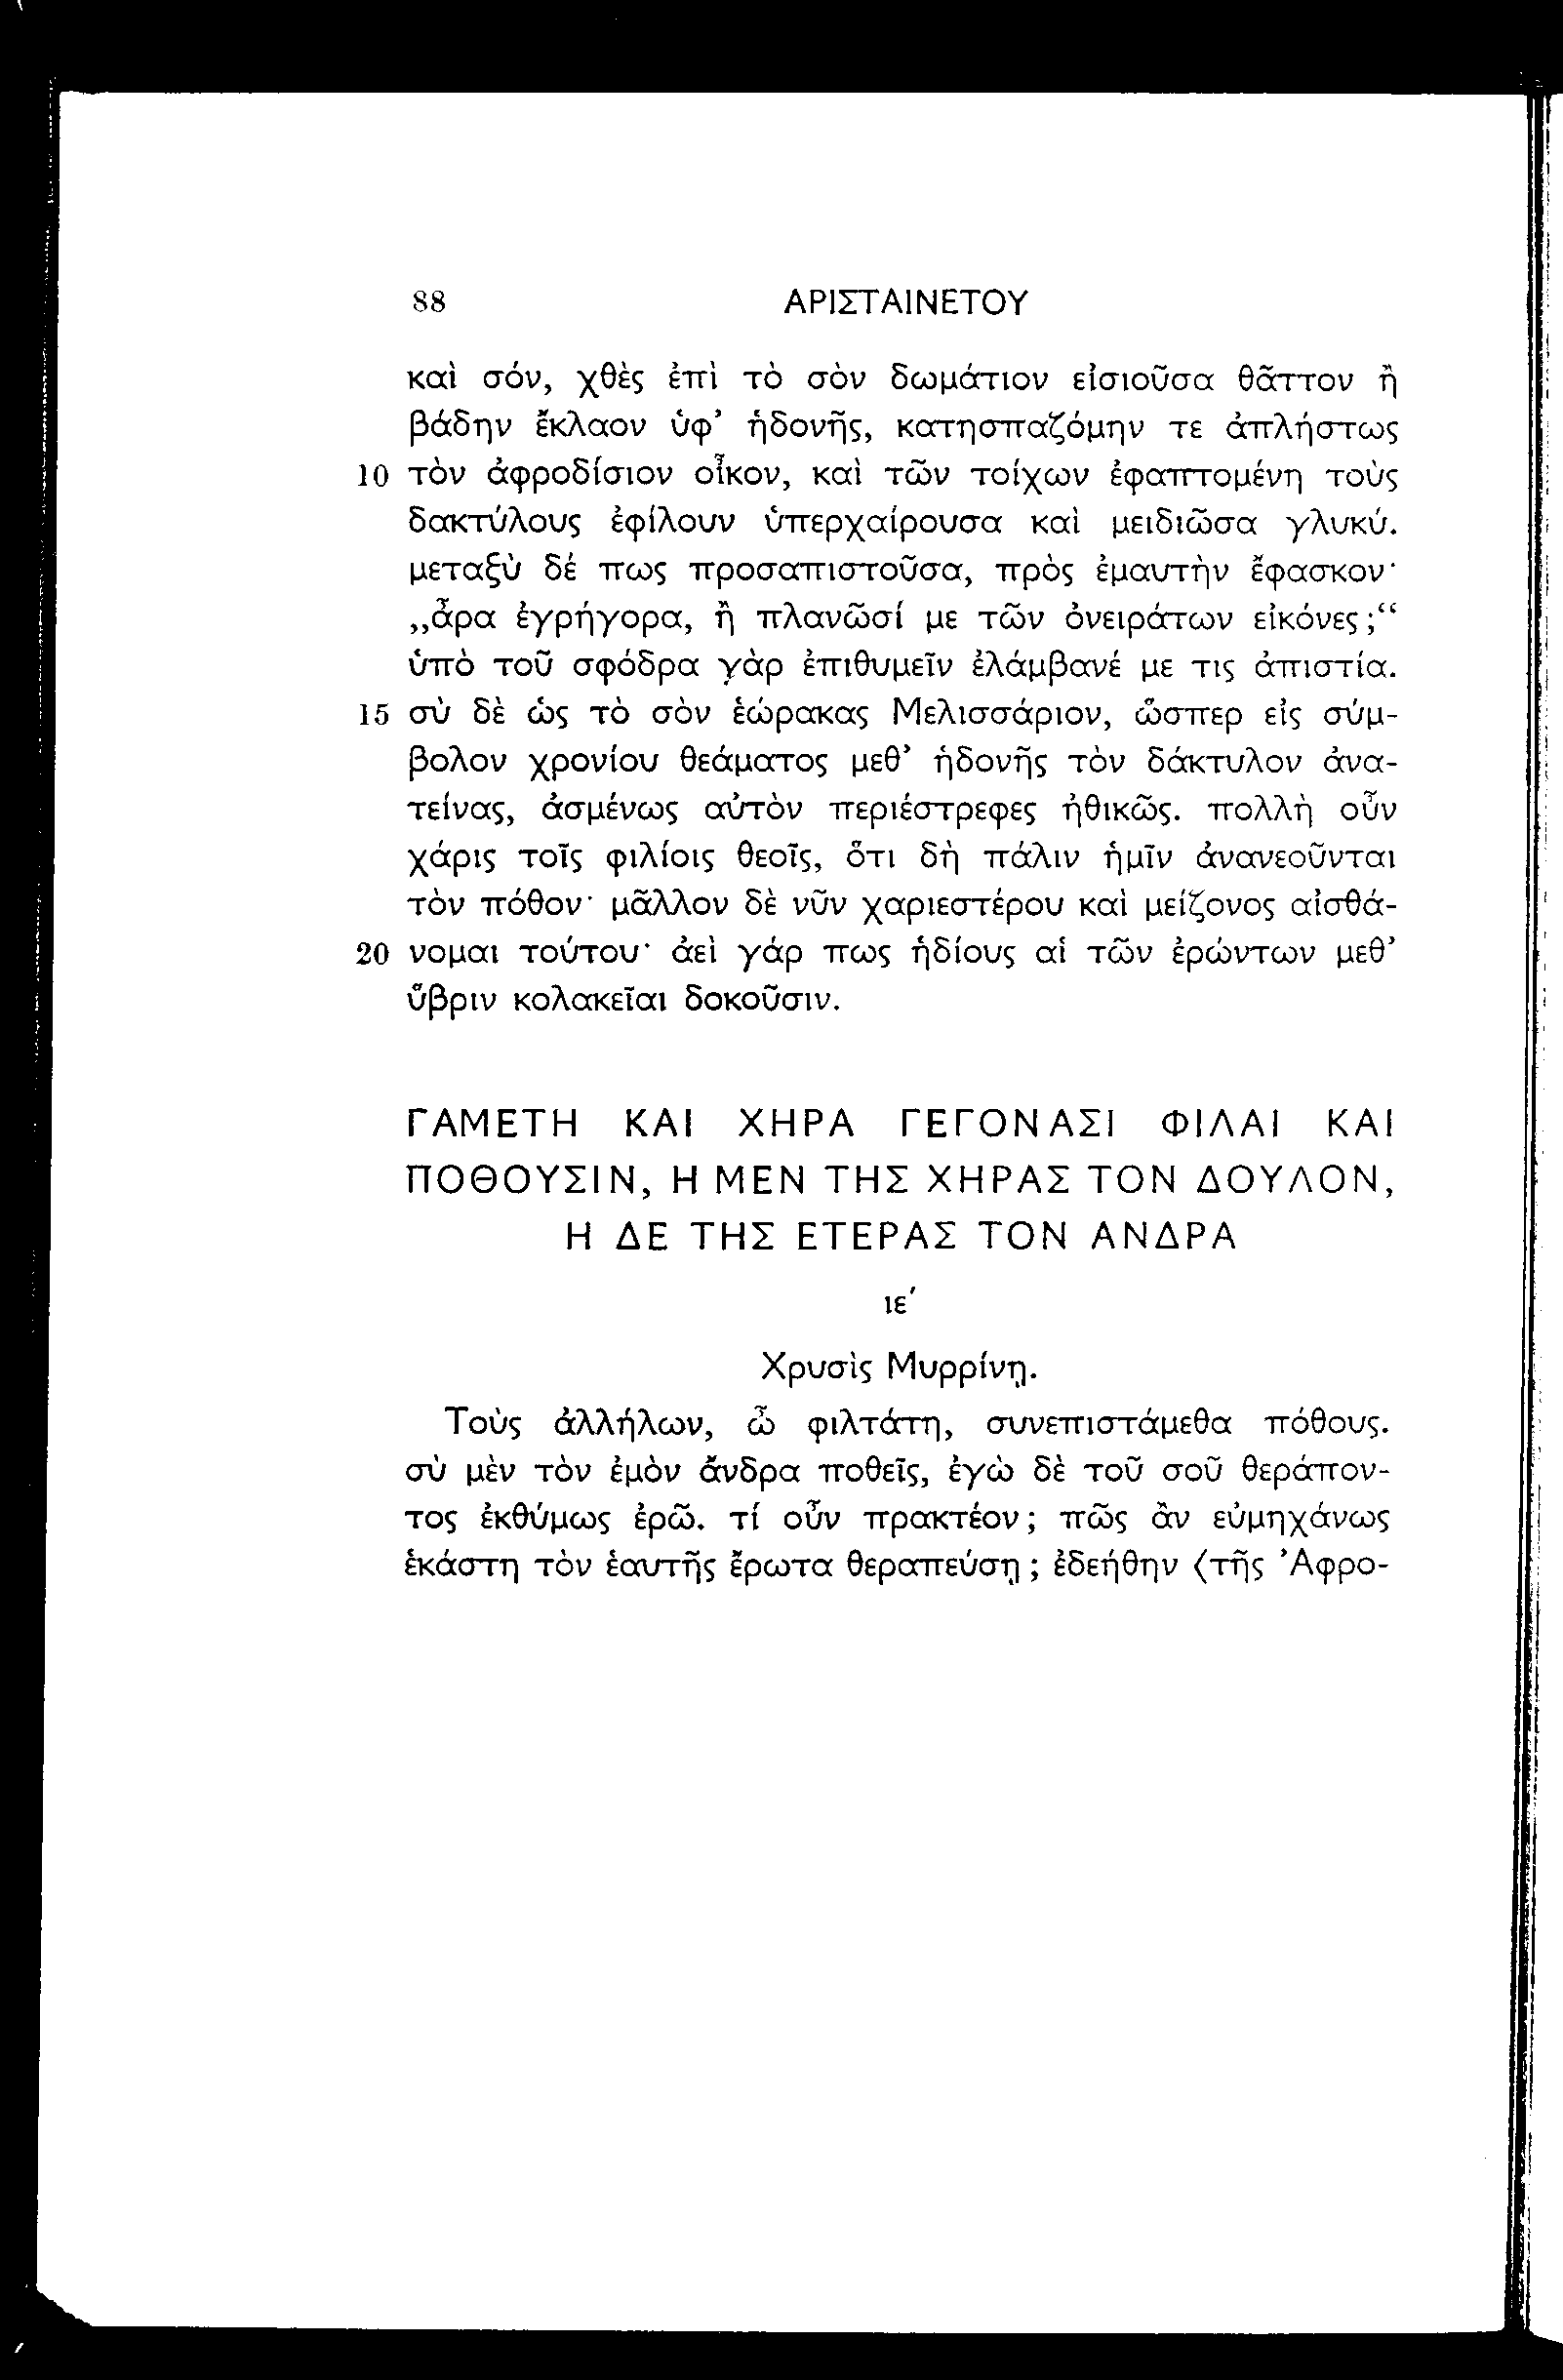 88 ΑΡΙΣΤΑΙΝΕΤΟΥ
καὶ σόν, χθὲς ἐπὶ τὸ σὸν δωμάτιον εἰσιοῦσα θᾶττον ἢ
βάδην ἔκλαον ὑφ’ ἡδονῆς, κατησπαζόμην τε ἀπλήστως
10 τὸν ἀφροδίσιον οἶκον, καὶ τῶν τοίχων ἐφαπτομένη τοὺς
δακτύλους ἐφίλουν ὑπερχαίρουσα καὶ μειδιῶσα γλυκύ.
μεταξὺ δέ πως προσαπιστοῦσα, πρὸς ἐμαυτὴν ἔφασκον·
„ἆρα ἐγρήγορα, ἢ πλανῶσί με τῶν ὀνειράτων εἰκόνες;“
ὑπὸ τοῦ σφόδρα γὰρ ἐπιθυμεῖν ἐλάμβανέ με τις ἀπιστία.
15 σὺ δὲ ὡς τὸ σὸν ἑώρακας Μελισσάριον, ὥσπερ εἰς σύμ-
βολον χρονίου θεάματος μεθ’ ἡδονῆς τὸν δάκτυλον ἀνα-
τείνας, ἀσμένως αὐτὸν περιέστρεφες ἠθικῶς. πολλὴ οὖν
χάρις τοῖς φιλίοις θεοῖς, ὅτι δὴ πάλιν ἡμῖν ἀνανεοῦνται
τὸν πόθον· μᾶλλον δὲ νῦν χαριεστέρου καὶ μείζονος αἰσθά-
20 νομαι τούτου· ἀεὶ γάρ πως ἡδίους αἱ τῶν ἐρώντων μεθ’
ὕβριν κολακεῖαι δοκοῦσιν.
ΓΑΜΕΤΗ ΚΑΙ ΧΗΡΑ ΓΕΓΟΝΑΣΙ ΦΙΛΑΙ ΚΑΙ
ΠΟΘΟΥΣΙΝ, Η ΜΕΝ ΤΗΣ ΧΗΡΑΣ ΤΟΝ ΔΟΥΛΟΝ,
Η ΔΕ ΤΗΣ ΕΤΕΡΑΣ ΤΟΝ ΑΝΔΡΑ
ιε′
Χρυσὶς Μυρρίνῃ.
Τοὺς ἀλλήλων, ὦ φιλτάτη, συνεπιστάμεθα πόθους.
σὺ μὲν τὸν ἐμὸν ἄνδρα ποθεῖς, ἐγὼ δὲ τοῦ σοῦ θεράπον-
τος ἐκθύμως ἐρῶ. τί οὖν πρακτέον; πῶς ἂν εὐμηχάνως
ἑκάστη τὸν ἑαυτῆς ἔρωτα θεραπεύσῃ; ἐδεήθην ⟨τῆς Ἀφρο-